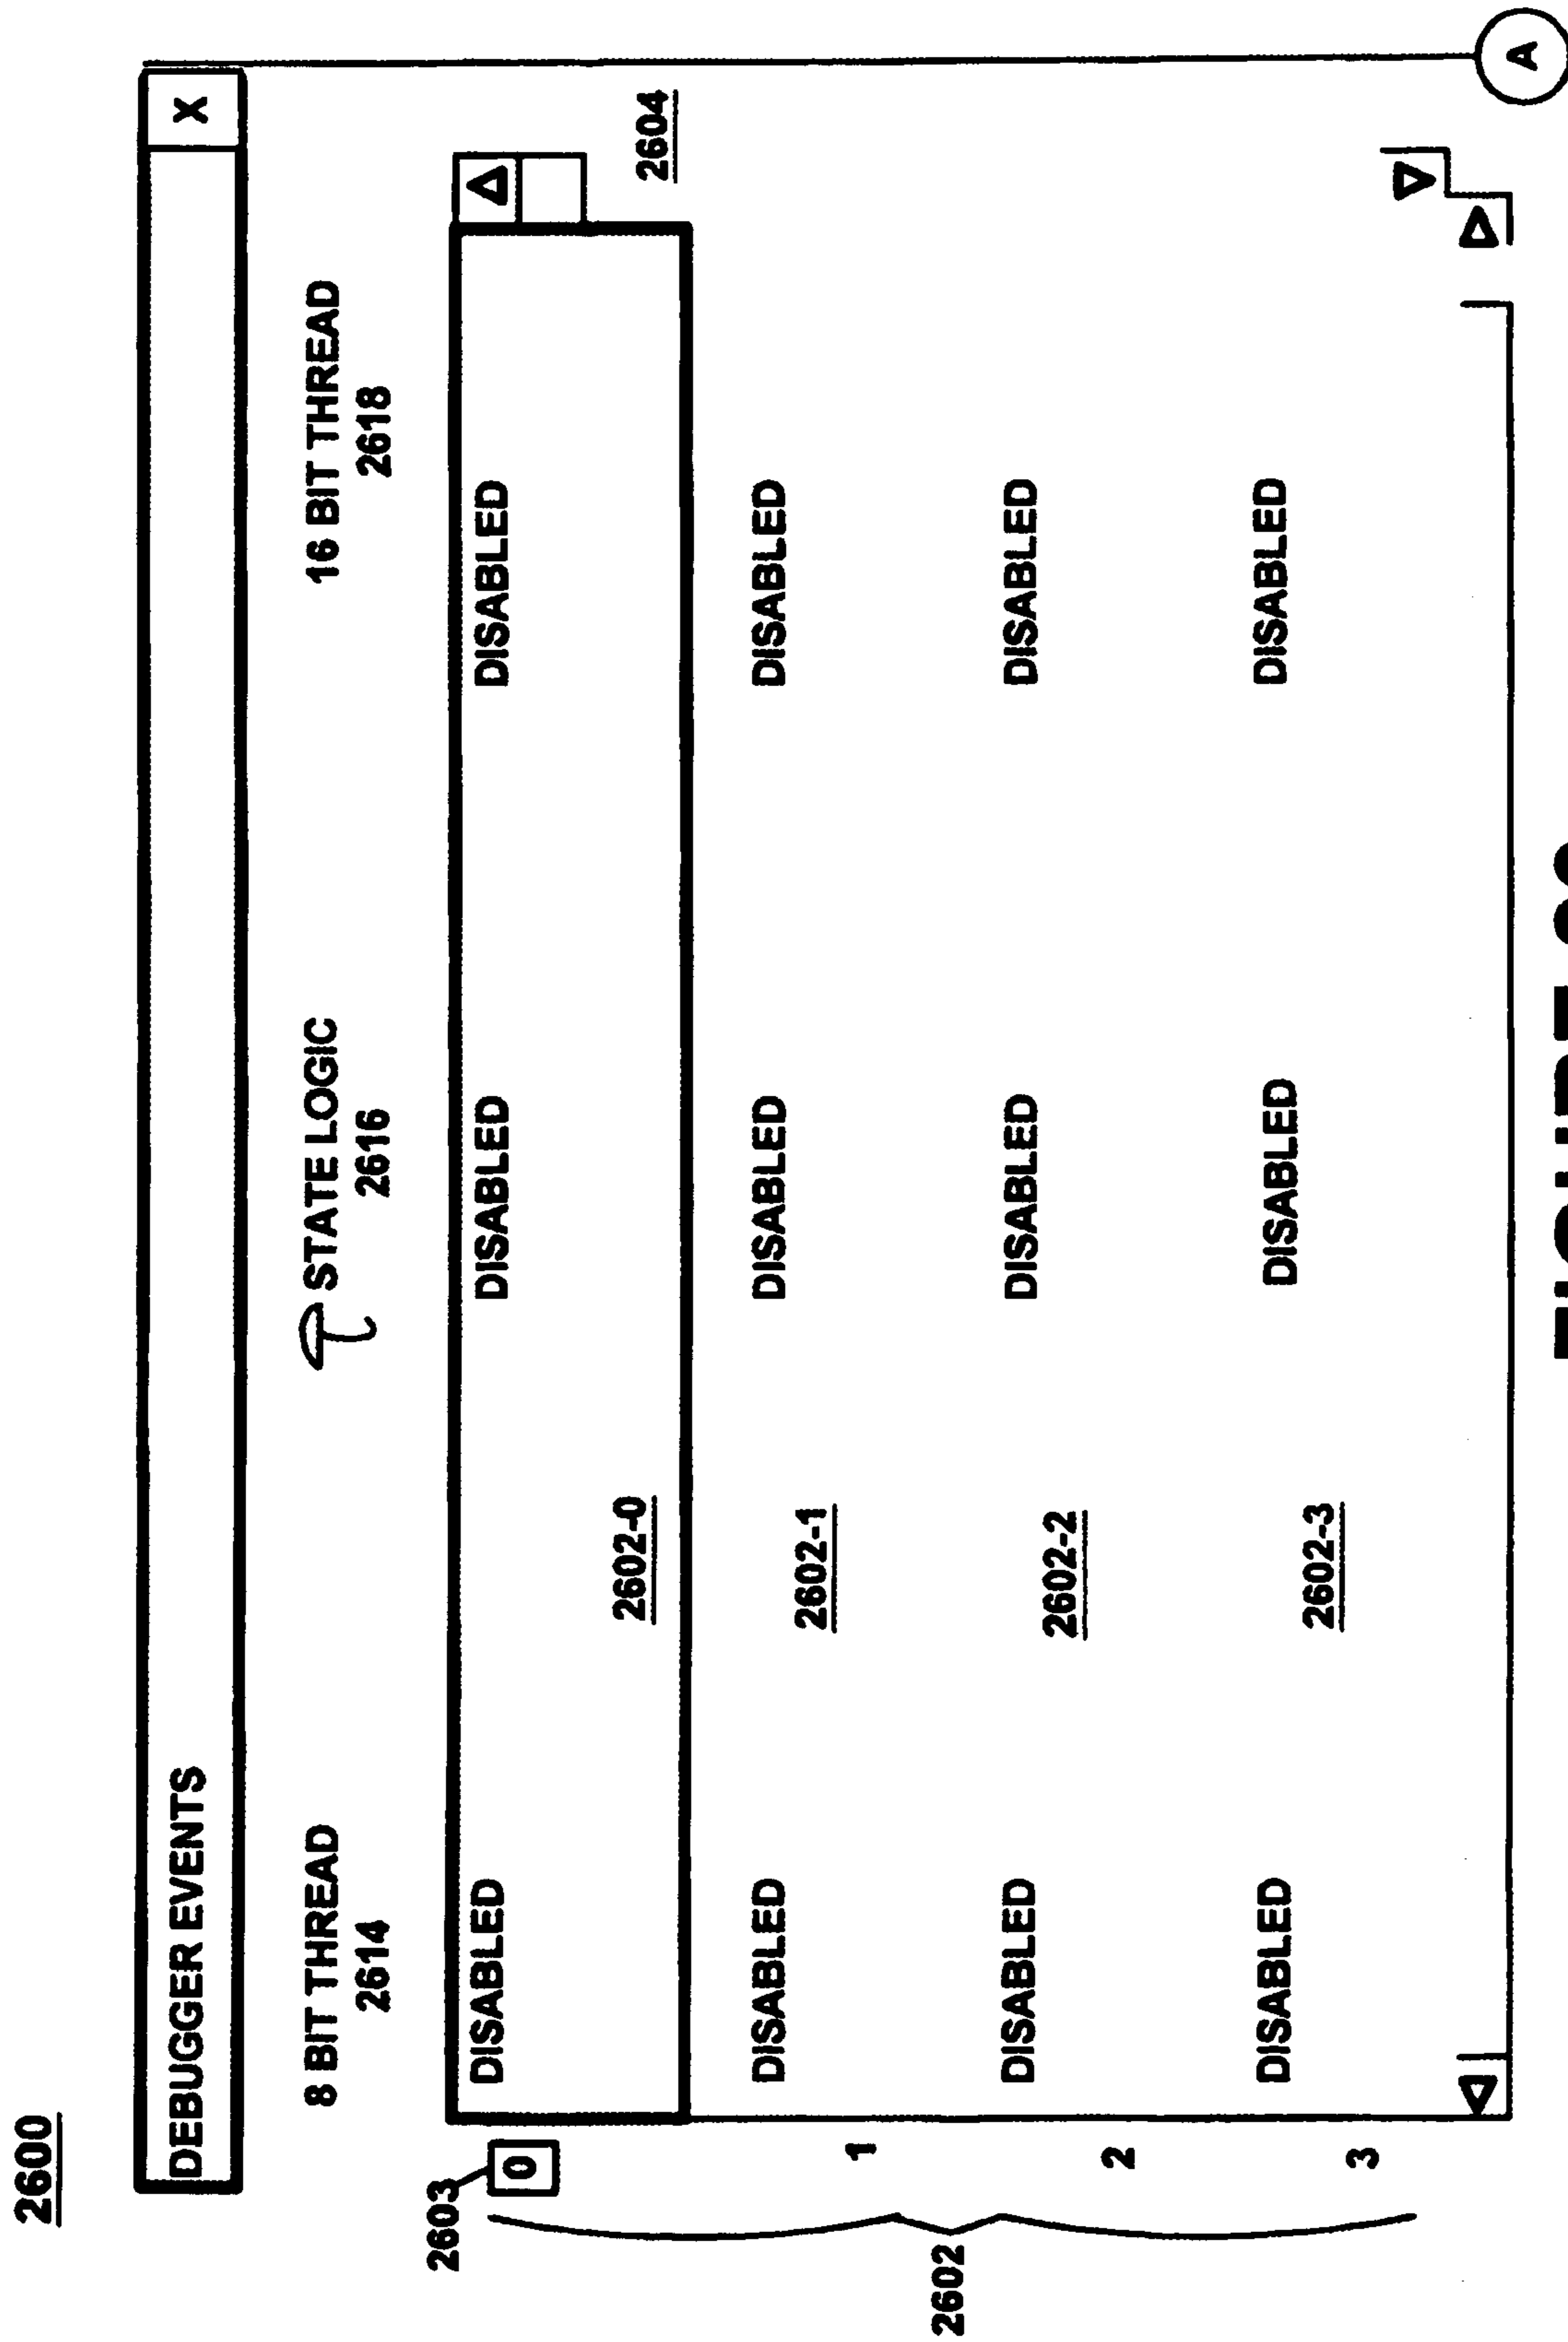 2600
DEBUGGER EVENTS X
8 BIT THREAD STATE LOGIC 16 BIT THREAD
2614 2616 2618
2603
0 DISABLED DISABLED DISABLED
2602-0 2604
DISABLED DISABLED DISABLED
1 2602-1
DISABLED DISABLED DISABLED
2 2602-2
DISABLED DISABLED DISABLED
3 2602-3
2602
A